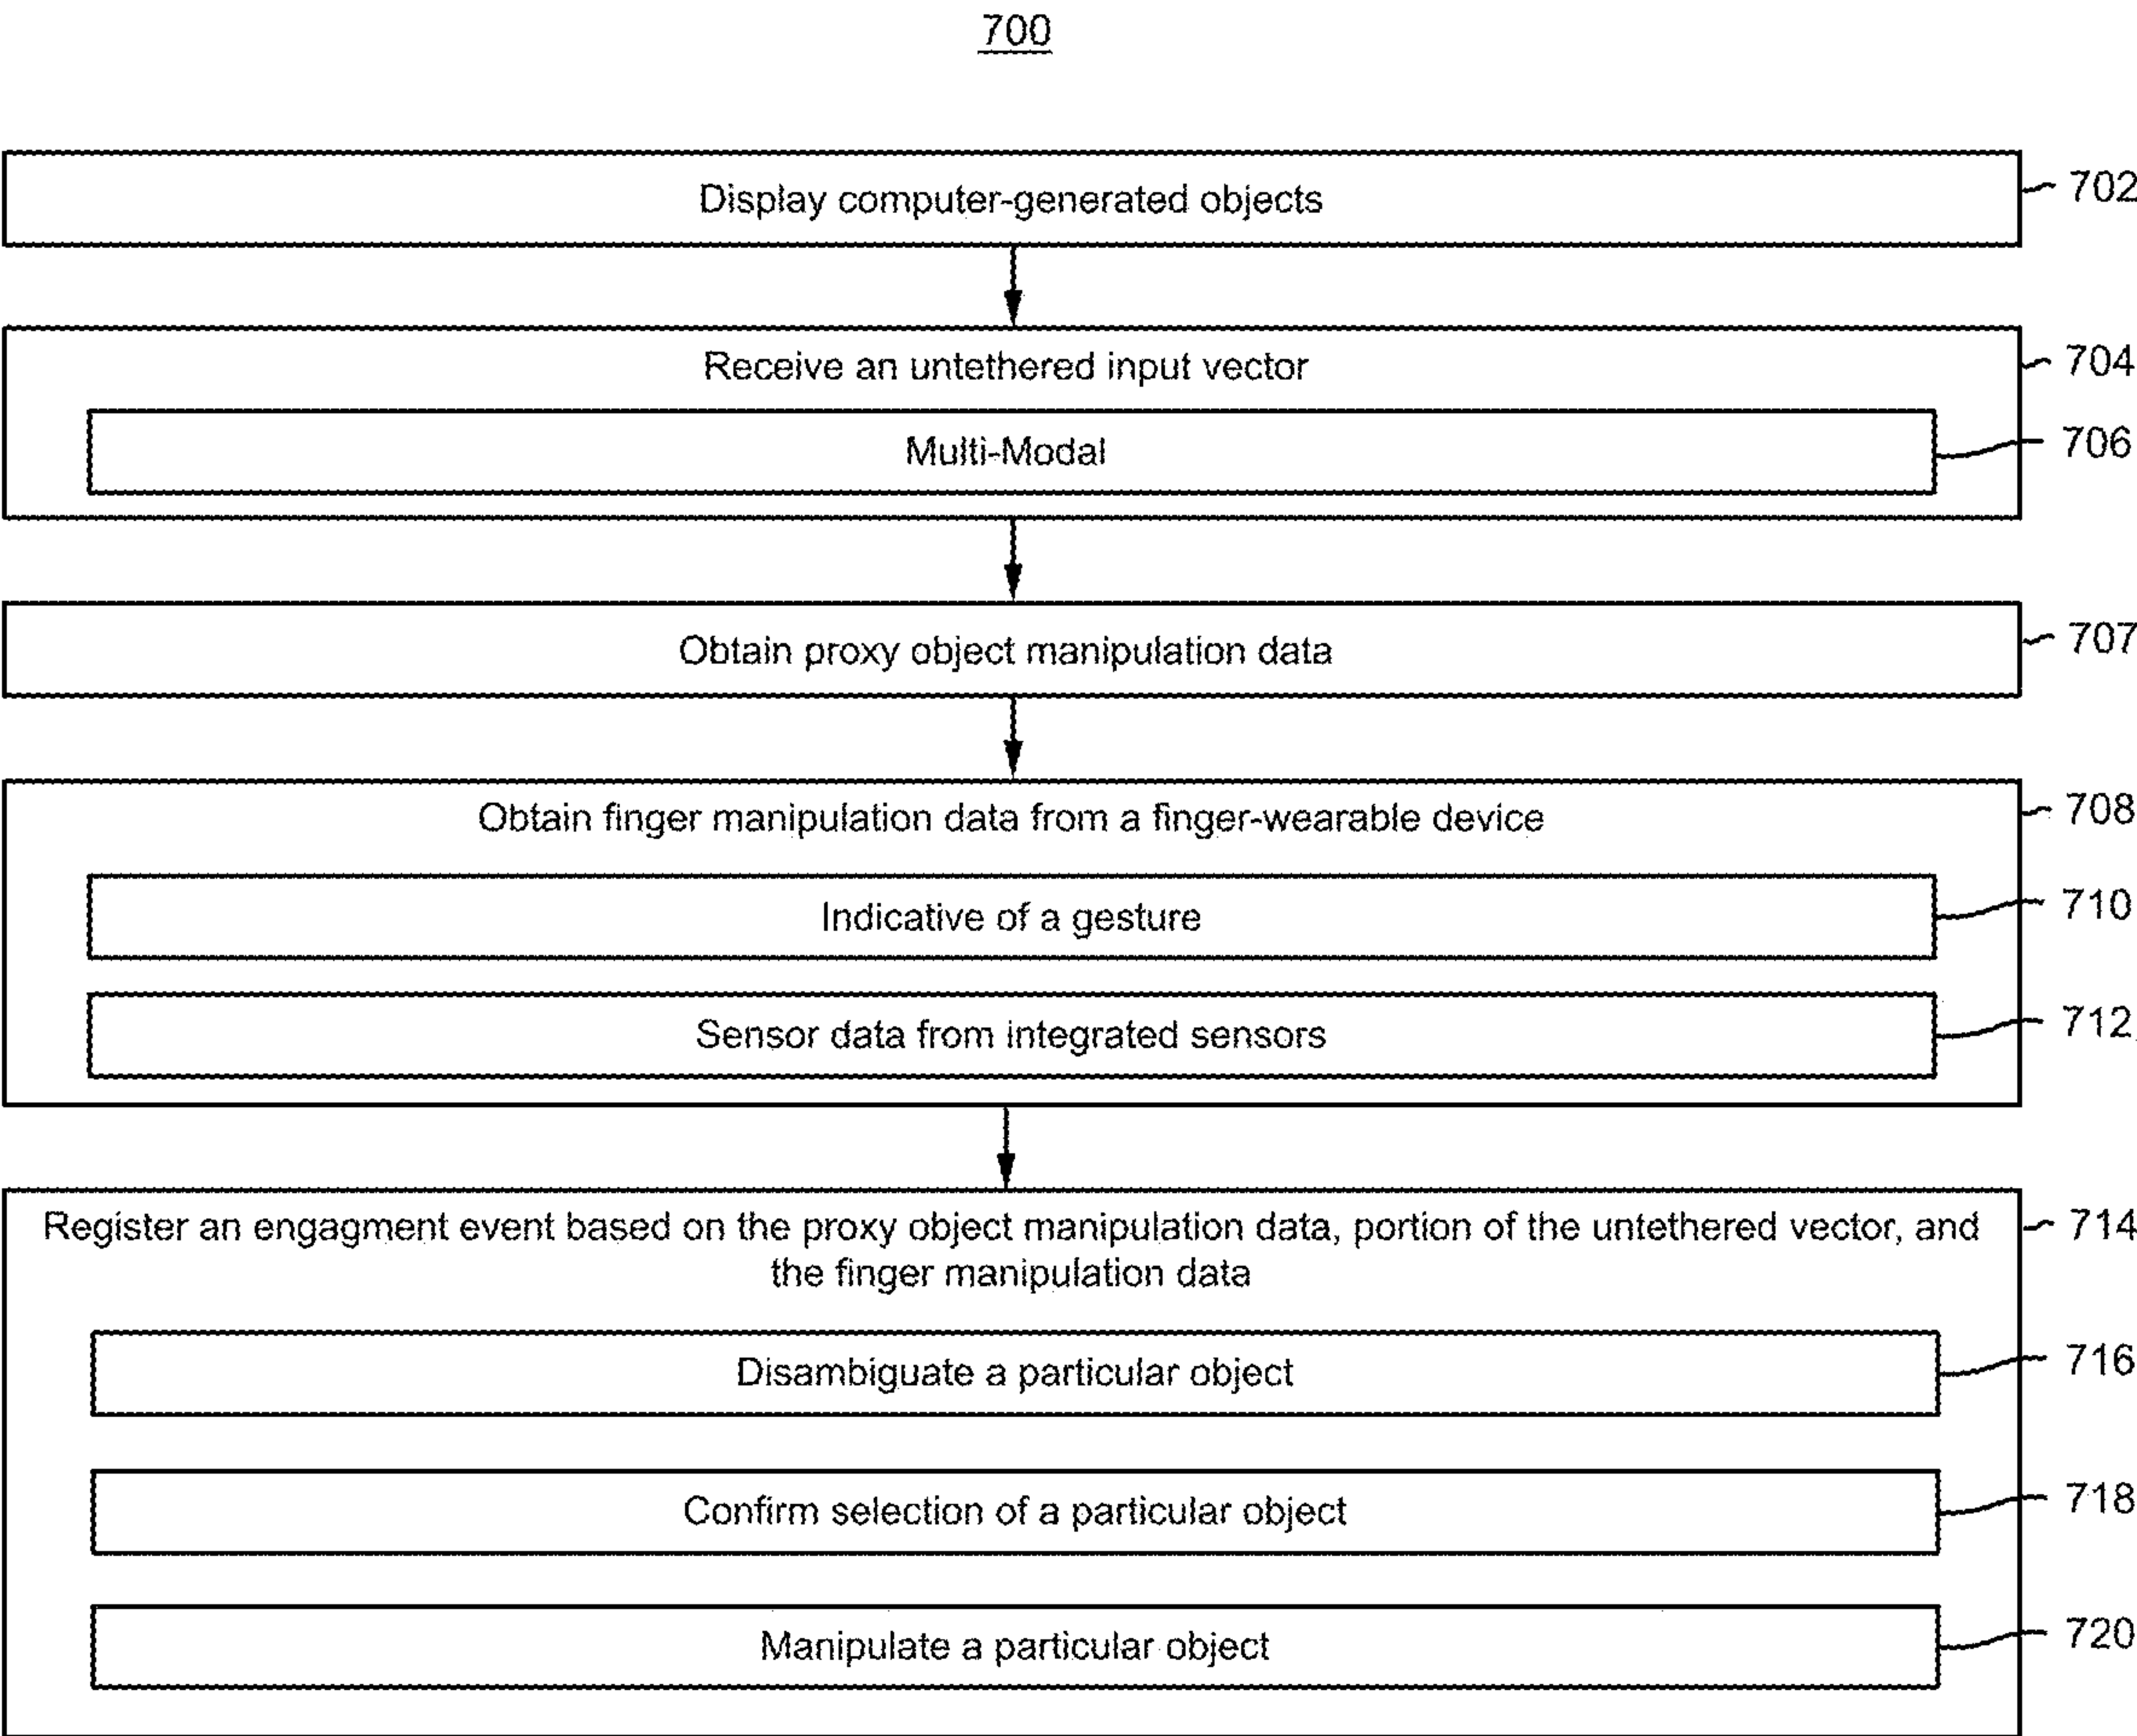 700
Display computer-generated objects
702
Receive an untethered input vector
704
Multi-Modal
706
Obtain proxy object manipulation data
707
Obtain finger manipulation data from a finger-wearable device
708
Indicative of a gesture
710
Sensor data from integrated sensors
712
Register an engagment event based on the proxy object manipulation data, portion of the untethered vector, and
714
the finger manipulation data
Disambiguate a particular object
716
Confirm selection of a particular object
718
Manipulate a particular object
720